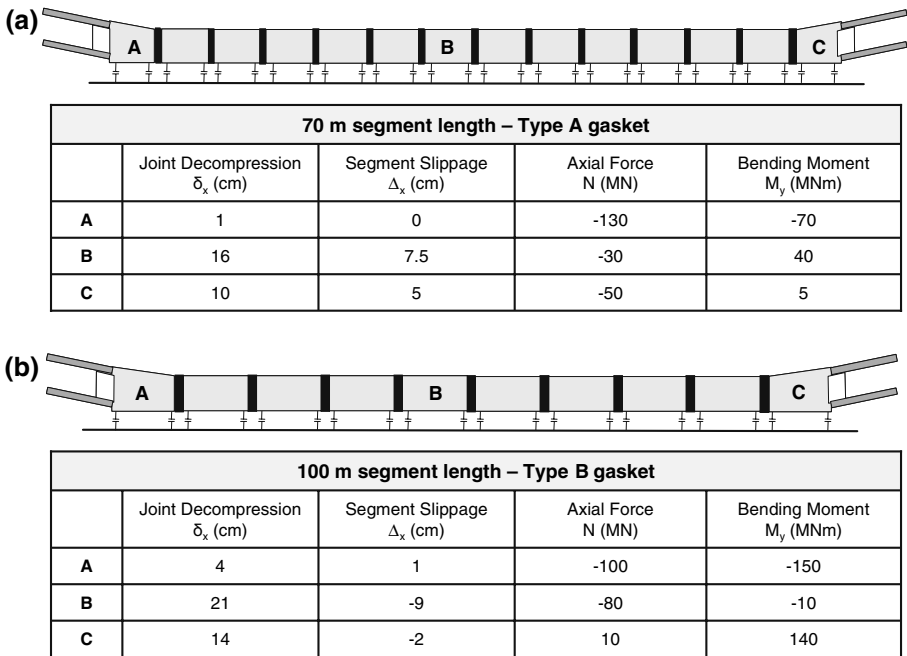 (a)
A B C
70 m segment length – Type A gasket
Joint Decompression δx (cm) Segment Slippage Δx (cm) Axial Force N (MN) Bending Moment My (MNm)
A 1 0 -130 -70
B 16 7.5 -30 40
C 10 5 -50 5
(b)
A B C
100 m segment length – Type B gasket
Joint Decompression δx (cm) Segment Slippage Δx (cm) Axial Force N (MN) Bending Moment My (MNm)
A 4 1 -100 -150
B 21 -9 -80 -10
C 14 -2 10 140